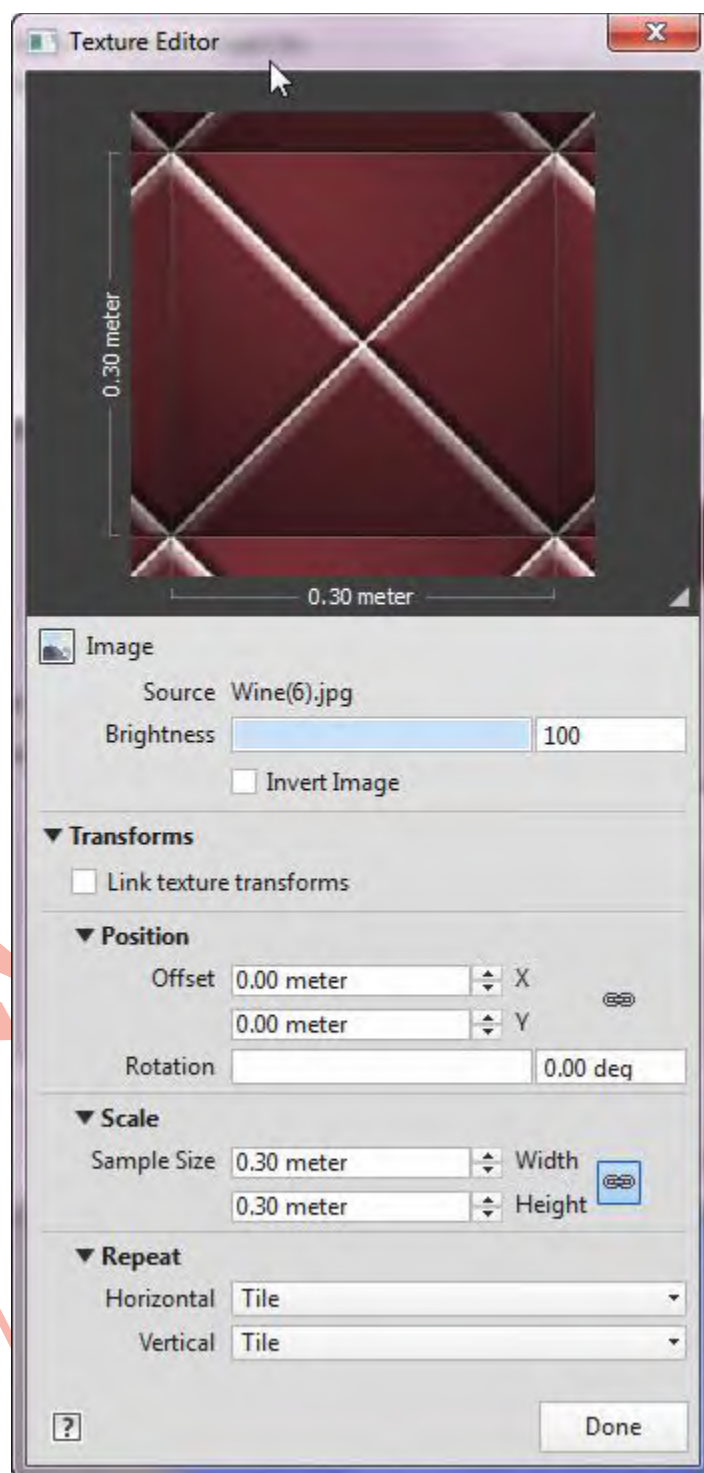 Texture Editor
0.30 meter
0.30 meter
Image
Source Wine(6).jpg
Brightness 100
Invert Image
Transforms
Link texture transforms
Position
Offset 0.00 meter X
0.00 meter Y
Rotation 0.00 deg
Scale
Sample Size 0.30 meter Width
0.30 meter Height
Repeat
Horizontal Tile
Vertical Tile
? Done